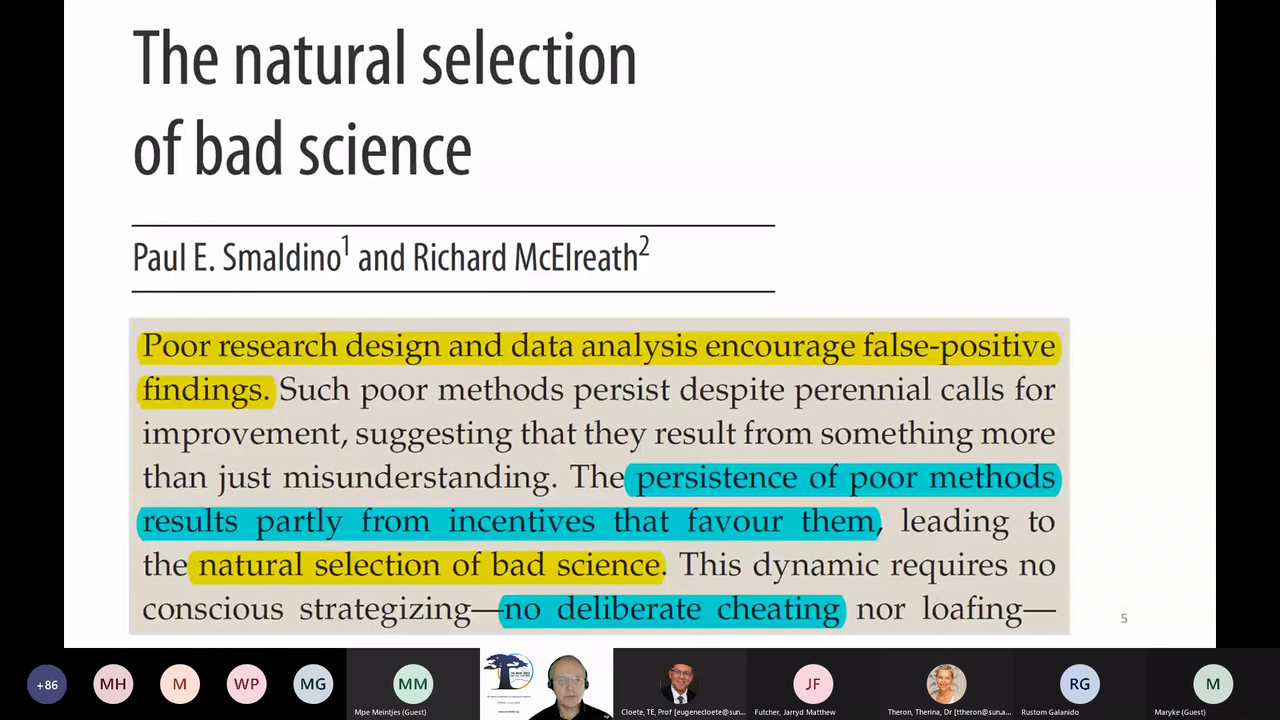 The natural selection
of bad science
Paul E. Smaldino1 and Richard McElreath2
Poor research design and data analysis encourage false-positive
findings. Such poor methods persist despite perennial calls for
improvement, suggesting that they result from something more
than just misunderstanding. The persistence of poor methods
results partly from incentives that favour them, leading to
the natural selection of bad science. This dynamic requires no
conscious strategizing—no deliberate cheating nor loafing—
5
+86
MH
M
WP
MG
MM
JF
RG
M
Mpe Meintjes (Guest)
Cloete, TE, Prof [eugenecloete@sun...
Futcher, Jarryd Matthew
Theron, Therina, Dr [ttheron@suna...
Rustom Galanido
Maryke (Guest)